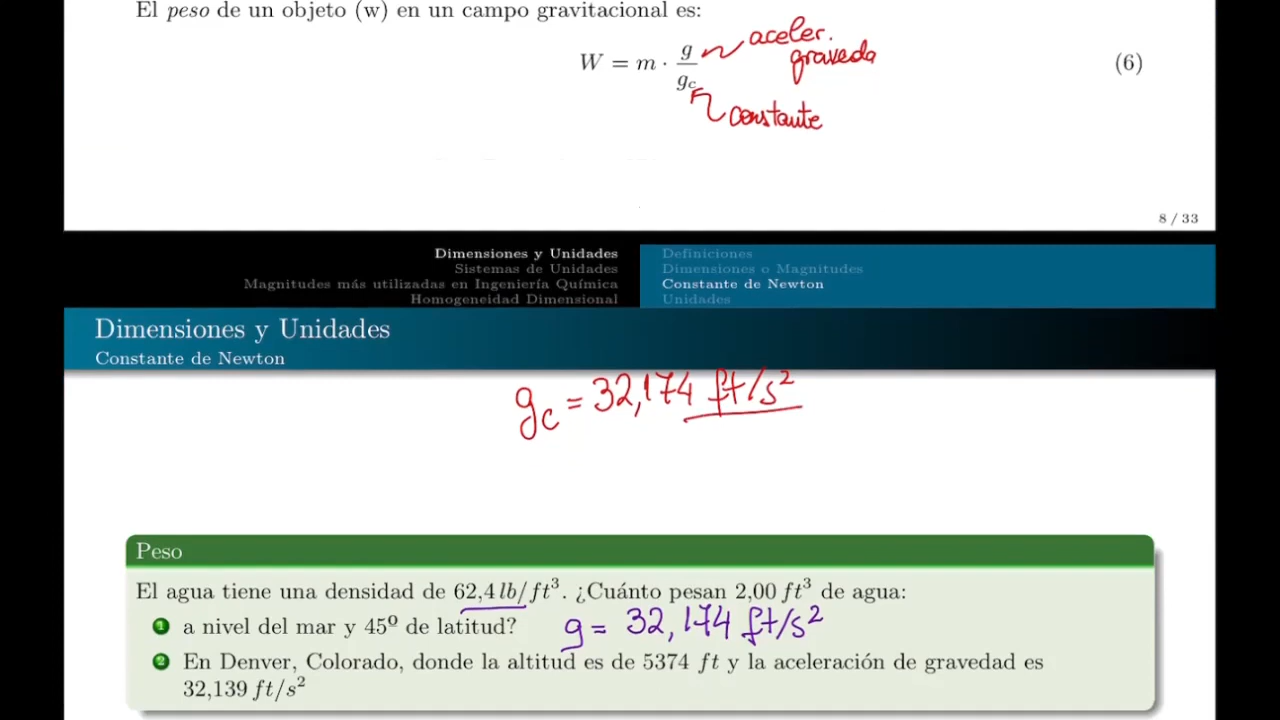 El peso de un objeto (w) en un campo gravitacional es:
W = m · g/gc (6)
aceler.
graveda
constante
8 / 33
Dimensiones y Unidades
Sistemas de Unidades
Magnitudes más utilizadas en Ingeniería Química
Homogeneidad Dimensional
Definiciones
Dimensiones o Magnitudes
Constante de Newton
Unidades
Dimensiones y Unidades
Constante de Newton
gc = 32,174 ft/s²
Peso
El agua tiene una densidad de 62,4 lb/ft³. ¿Cuánto pesan 2,00 ft³ de agua:
1 a nivel del mar y 45º de latitud? g = 32,174 ft/s²
2 En Denver, Colorado, donde la altitud es de 5374 ft y la aceleración de gravedad es
32,139 ft/s²